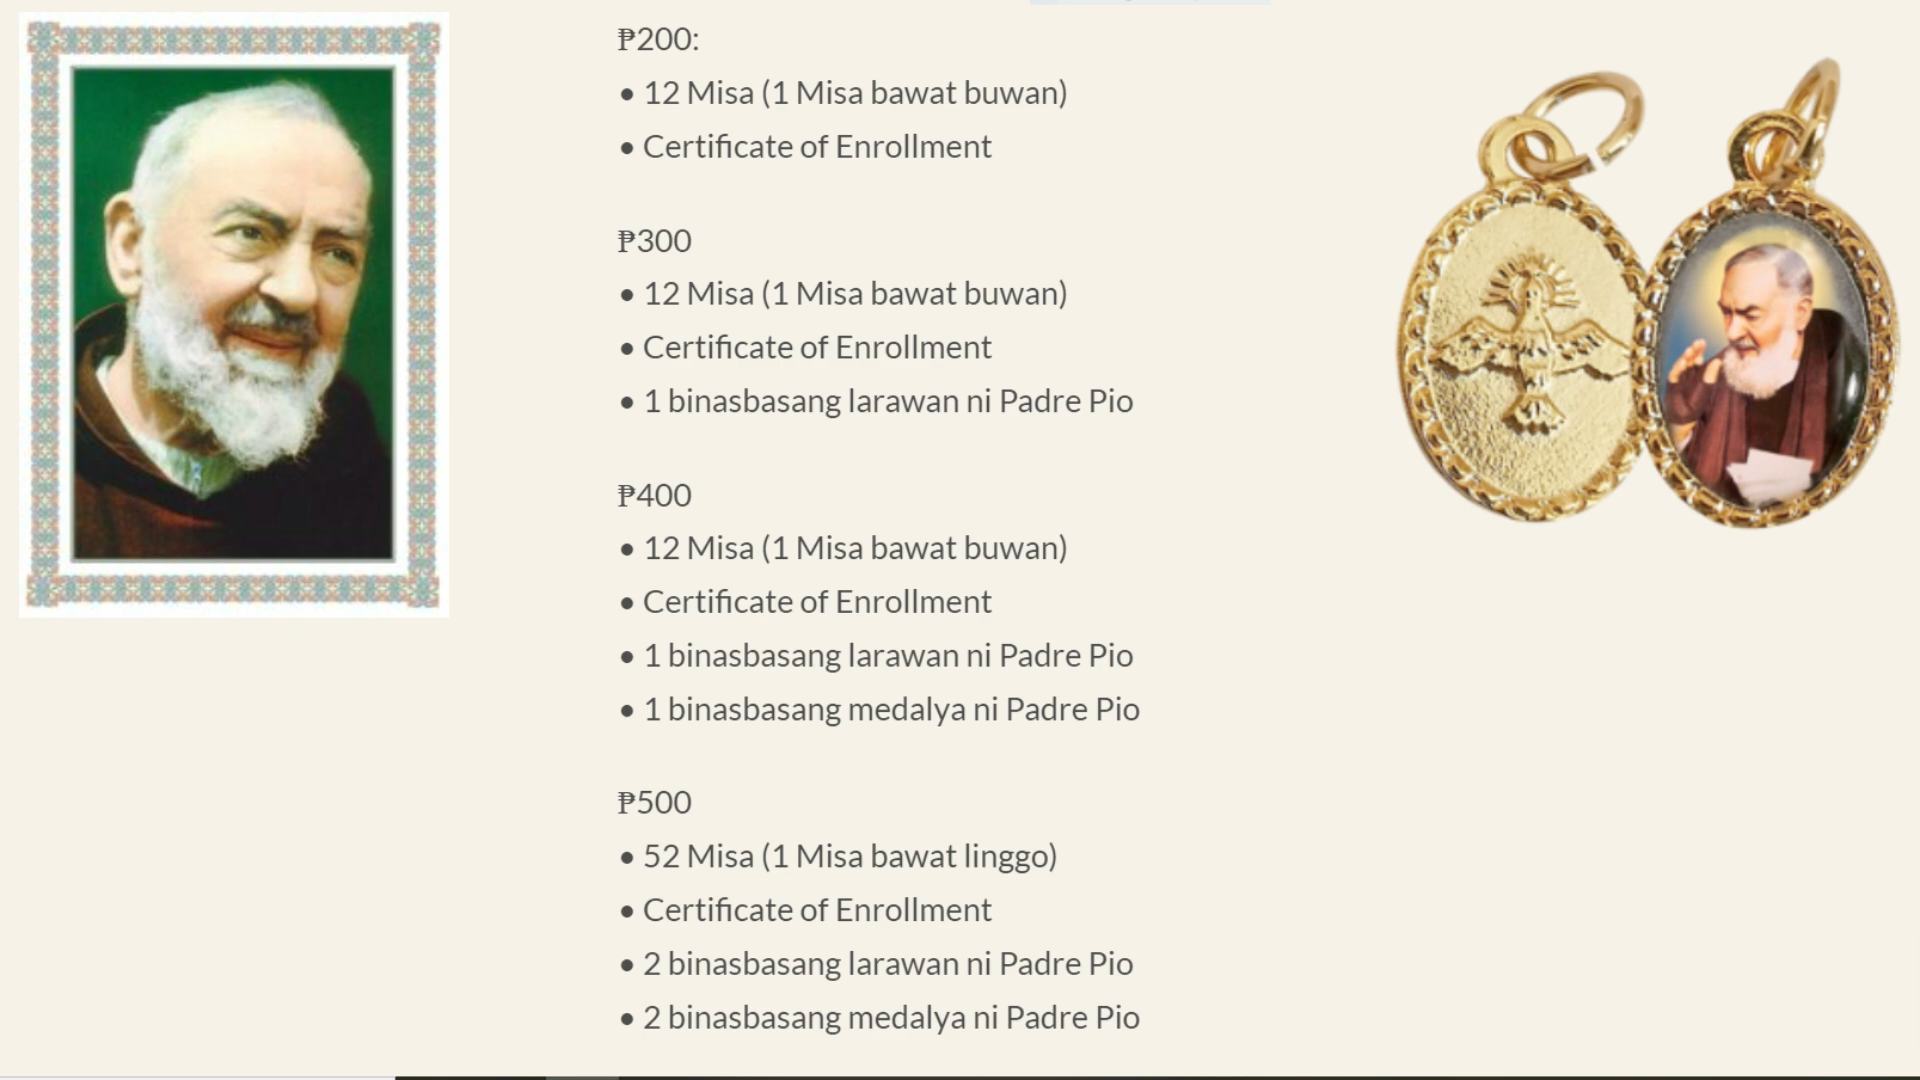 ₱200:
• 12 Misa (1 Misa bawat buwan)
• Certificate of Enrollment
₱300
• 12 Misa (1 Misa bawat buwan)
• Certificate of Enrollment
• 1 binasbasang larawan ni Padre Pio
₱400
• 12 Misa (1 Misa bawat buwan)
• Certificate of Enrollment
• 1 binasbasang larawan ni Padre Pio
• 1 binasbasang medalya ni Padre Pio
₱500
• 52 Misa (1 Misa bawat linggo)
• Certificate of Enrollment
• 2 binasbasang larawan ni Padre Pio
• 2 binasbasang medalya ni Padre Pio